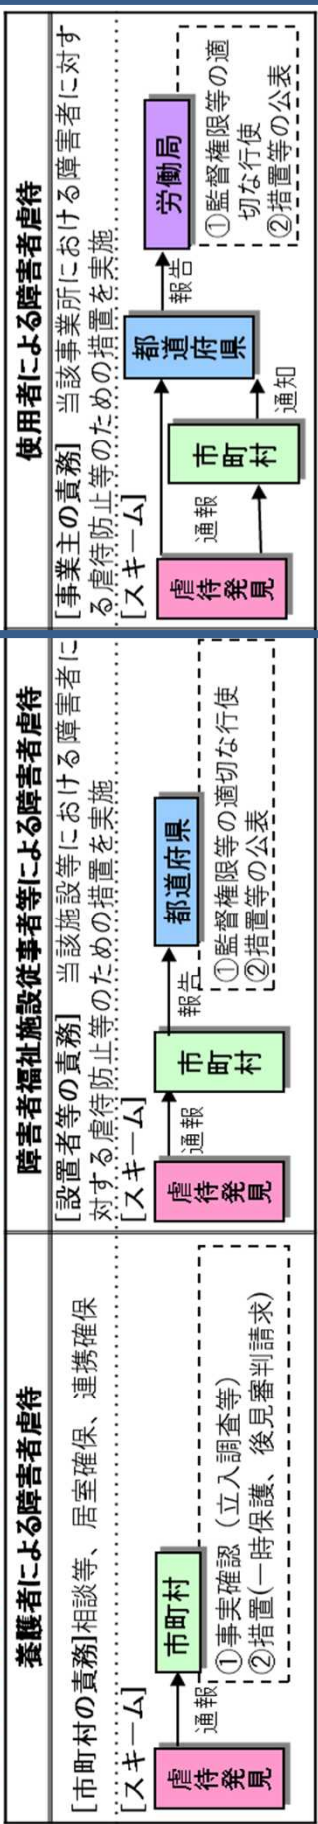 養護者による障害者虐待
[市町村の責務]相談等、居室確保、連携確保
[スキーム]
虐待発見
通報
市町村
①事実確認（立入調査等）
②措置(一時保護、後見審判請求)
障害者福祉施設従事者等による障害者虐待
[設置者等の責務]　当該施設等における障害者に
対する虐待防止等のための措置を実施
[スキーム]
虐待発見
通報
市町村
報告
都道府県
①監督権限等の適切な行使
②措置等の公表
使用者による障害者虐待
[事業主の責務]　当該事業所における障害者に対す
る虐待防止等のための措置を実施
[スキーム]
虐待発見
通報
市町村
通知
都道府県
報告
労働局
①監督権限等の適
切な行使
②措置等の公表